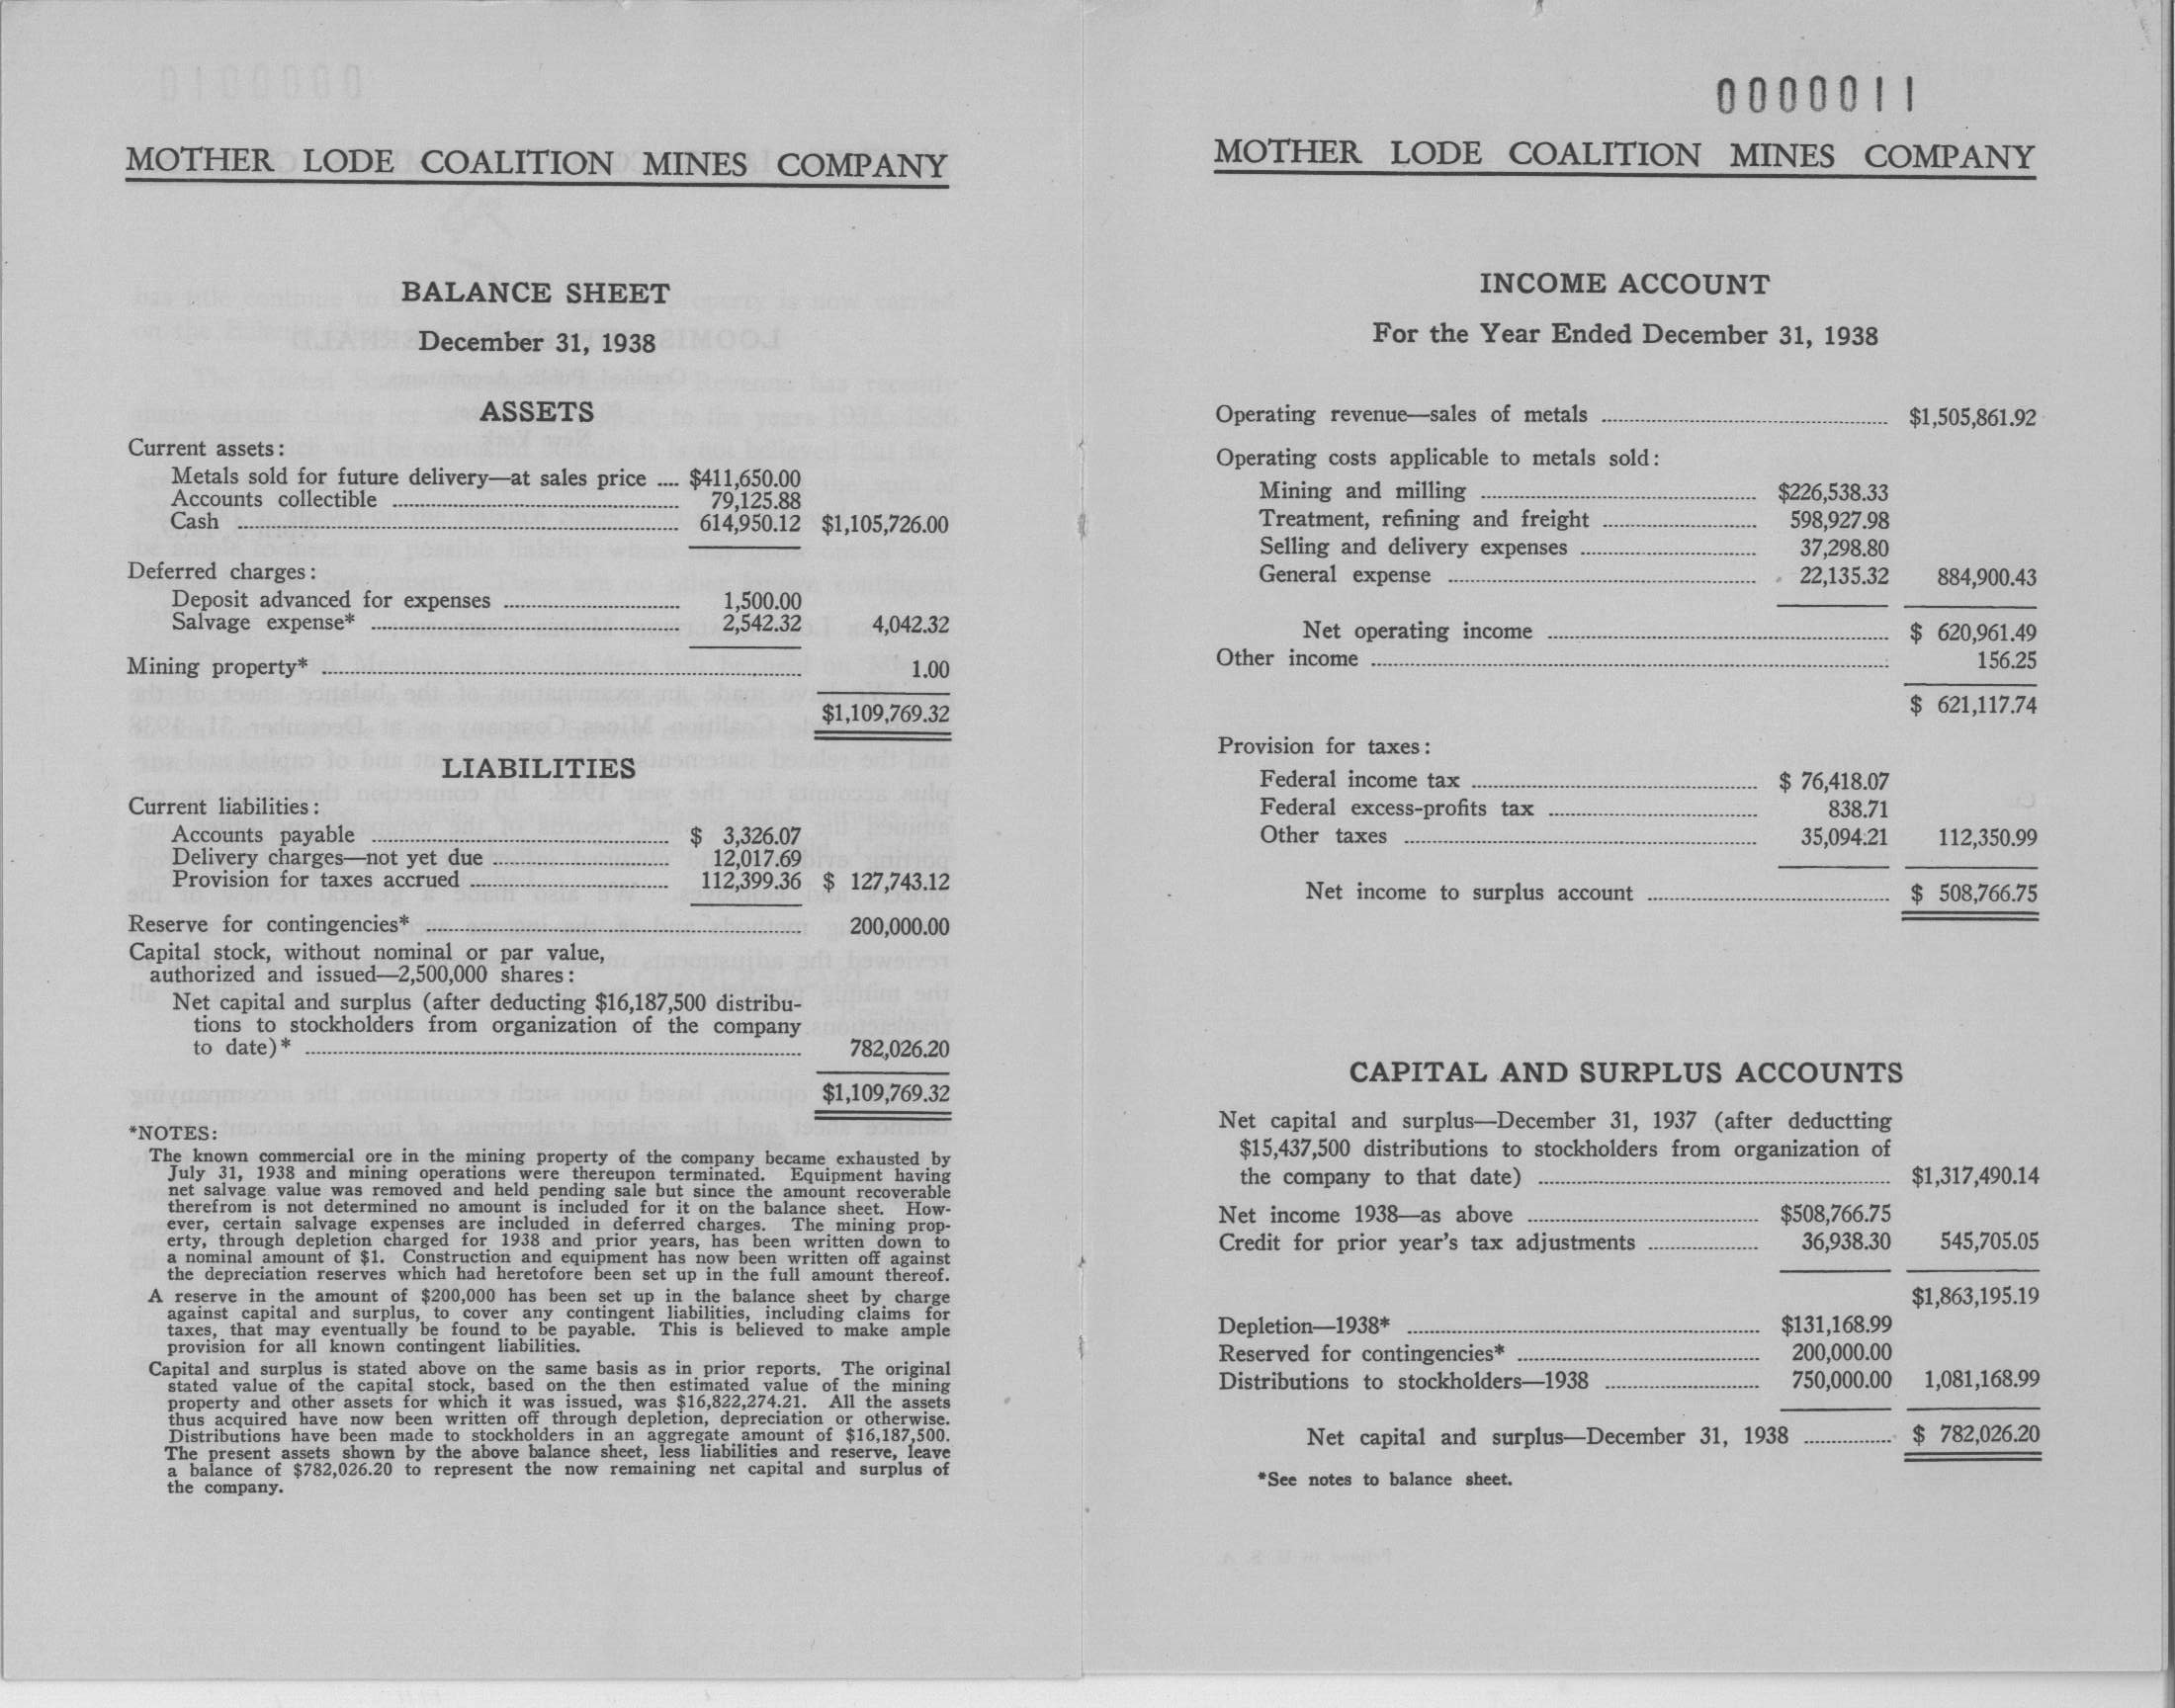 MOTHER LODE COALITION MINES COMPANY
BALANCE SHEET
December 31, 1938
ASSETS
Current assets:
Metals sold for future delivery—at sales price .... $411,650.00
Accounts collectible ........ 79,125.88
Cash ........ 614,950.12 $1,105,726.00
Deferred charges:
Deposit advanced for expenses ........ 1,500.00
Salvage expense* ........ 2,542.32 4,042.32
Mining property* ........ 1.00
$1,109,769.32
LIABILITIES
Current liabilities:
Accounts payable ........ $ 3,326.07
Delivery charges—not yet due ........ 12,017.69
Provision for taxes accrued ........ 112,399.36 $ 127,743.12
Reserve for contingencies* ........ 200,000.00
Capital stock, without nominal or par value,
authorized and issued—2,500,000 shares:
Net capital and surplus (after deducting $16,187,500 distribu-
tions to stockholders from organization of the company
to date)* ........ 782,026.20
$1,109,769.32
*NOTES:
The known commercial ore in the mining property of the company became exhausted by
July 31, 1938 and mining operations were thereupon terminated. Equipment having
net salvage value was removed and held pending sale but since the amount recoverable
therefrom is not determined no amount is included for it on the balance sheet. How-
ever, certain salvage expenses are included in deferred charges. The mining prop-
erty, through depletion charged for 1938 and prior years, has been written down to
a nominal amount of $1. Construction and equipment has now been written off against
the depreciation reserves which had heretofore been set up in the full amount thereof.
A reserve in the amount of $200,000 has been set up in the balance sheet by charge
against capital and surplus, to cover any contingent liabilities, including claims for
taxes, that may eventually be found to be payable. This is believed to make ample
provision for all known contingent liabilities.
Capital and surplus is stated above on the same basis as in prior reports. The original
stated value of the capital stock, based on the then estimated value of the mining
property and other assets for which it was issued, was $16,822,274.21. All the assets
thus acquired have now been written off through depletion, depreciation or otherwise.
Distributions have been made to stockholders in an aggregate amount of $16,187,500.
The present assets shown by the above balance sheet, less liabilities and reserve, leave
a balance of $782,026.20 to represent the now remaining net capital and surplus of
the company.
0000011
MOTHER LODE COALITION MINES COMPANY
INCOME ACCOUNT
For the Year Ended December 31, 1938
Operating revenue—sales of metals ........ $1,505,861.92
Operating costs applicable to metals sold:
Mining and milling ........ $226,538.33
Treatment, refining and freight ........ 598,927.98
Selling and delivery expenses ........ 37,298.80
General expense ........ 22,135.32 884,900.43
Net operating income ........ $ 620,961.49
Other income ........ 156.25
$ 621,117.74
Provision for taxes:
Federal income tax ........ $ 76,418.07
Federal excess-profits tax ........ 838.71
Other taxes ........ 35,094.21 112,350.99
Net income to surplus account ........ $ 508,766.75
CAPITAL AND SURPLUS ACCOUNTS
Net capital and surplus—December 31, 1937 (after deductting
$15,437,500 distributions to stockholders from organization of
the company to that date) ........ $1,317,490.14
Net income 1938—as above ........ $508,766.75
Credit for prior year's tax adjustments ........ 36,938.30 545,705.05
$1,863,195.19
Depletion—1938* ........ $131,168.99
Reserved for contingencies* ........ 200,000.00
Distributions to stockholders—1938 ........ 750,000.00 1,081,168.99
Net capital and surplus—December 31, 1938 ........ $ 782,026.20
*See notes to balance sheet.